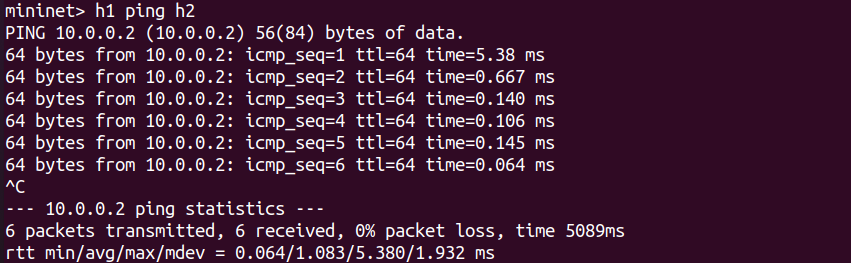 mininet> h1 ping h2
PING 10.0.0.2 (10.0.0.2) 56(84) bytes of data.
64 bytes from 10.0.0.2: icmp_seq=1 ttl=64 time=5.38 ms
64 bytes from 10.0.0.2: icmp_seq=2 ttl=64 time=0.667 ms
64 bytes from 10.0.0.2: icmp_seq=3 ttl=64 time=0.140 ms
64 bytes from 10.0.0.2: icmp_seq=4 ttl=64 time=0.106 ms
64 bytes from 10.0.0.2: icmp_seq=5 ttl=64 time=0.145 ms
64 bytes from 10.0.0.2: icmp_seq=6 ttl=64 time=0.064 ms
^C
--- 10.0.0.2 ping statistics ---
6 packets transmitted, 6 received, 0% packet loss, time 5089ms
rtt min/avg/max/mdev = 0.064/1.083/5.380/1.932 ms